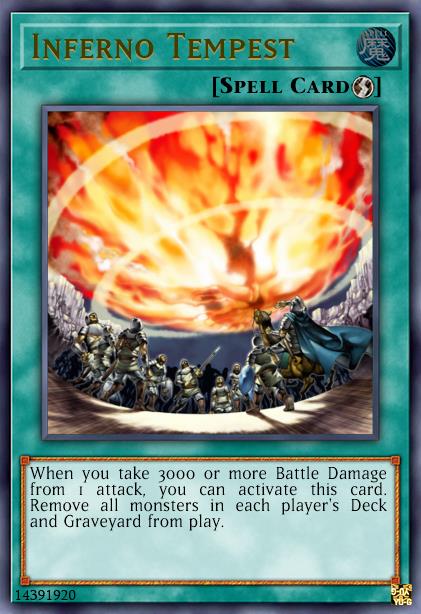 Inferno Tempest
魔
[Spell Card]
When you take 3000 or more Battle Damage
from 1 attack, you can activate this card.
Remove all monsters in each player's Deck
and Graveyard from play.
14391920